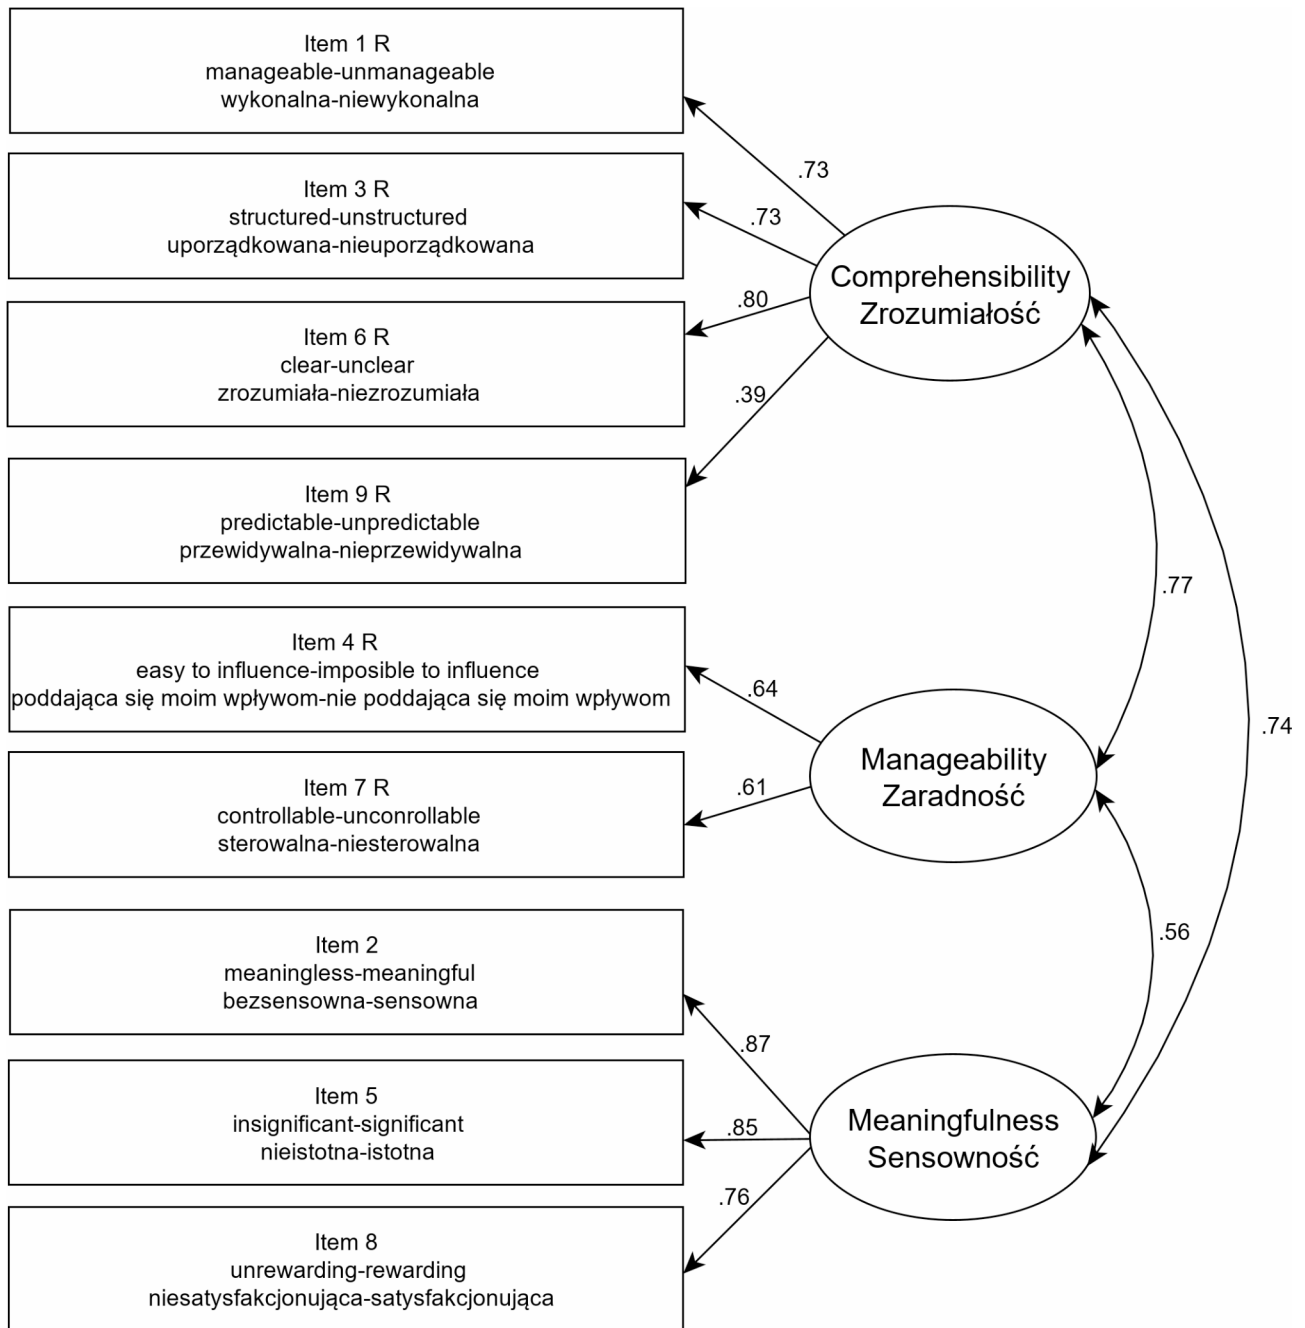 Item 1 R
manageable-unmanageable
wykonalna-niewykonalna
.73
Item 3 R
structured-unstructured
uporządkowana-nieuporządkowana
.73
Comprehensibility
Zrozumiałość
.80
Item 6 R
clear-unclear
zrozumiała-niezrozumiała
.39
Item 9 R
predictable-unpredictable
przewidywalna-nieprzewidywalna
.77
Item 4 R
easy to influence-imposible to influence
poddająca się moim wpływom-nie poddająca się moim wpływom
.64
.74
Manageability
Zaradność
Item 7 R
controllable-unconrollable
sterowalna-niesterowalna
.61
.56
Item 2
meaningless-meaningful
bezsensowna-sensowna
.87
Item 5
insignificant-significant
nieistotna-istotna
.85
Meaningfulness
Sensowność
.76
Item 8
unrewarding-rewarding
niesatysfakcjonująca-satysfakcjonująca